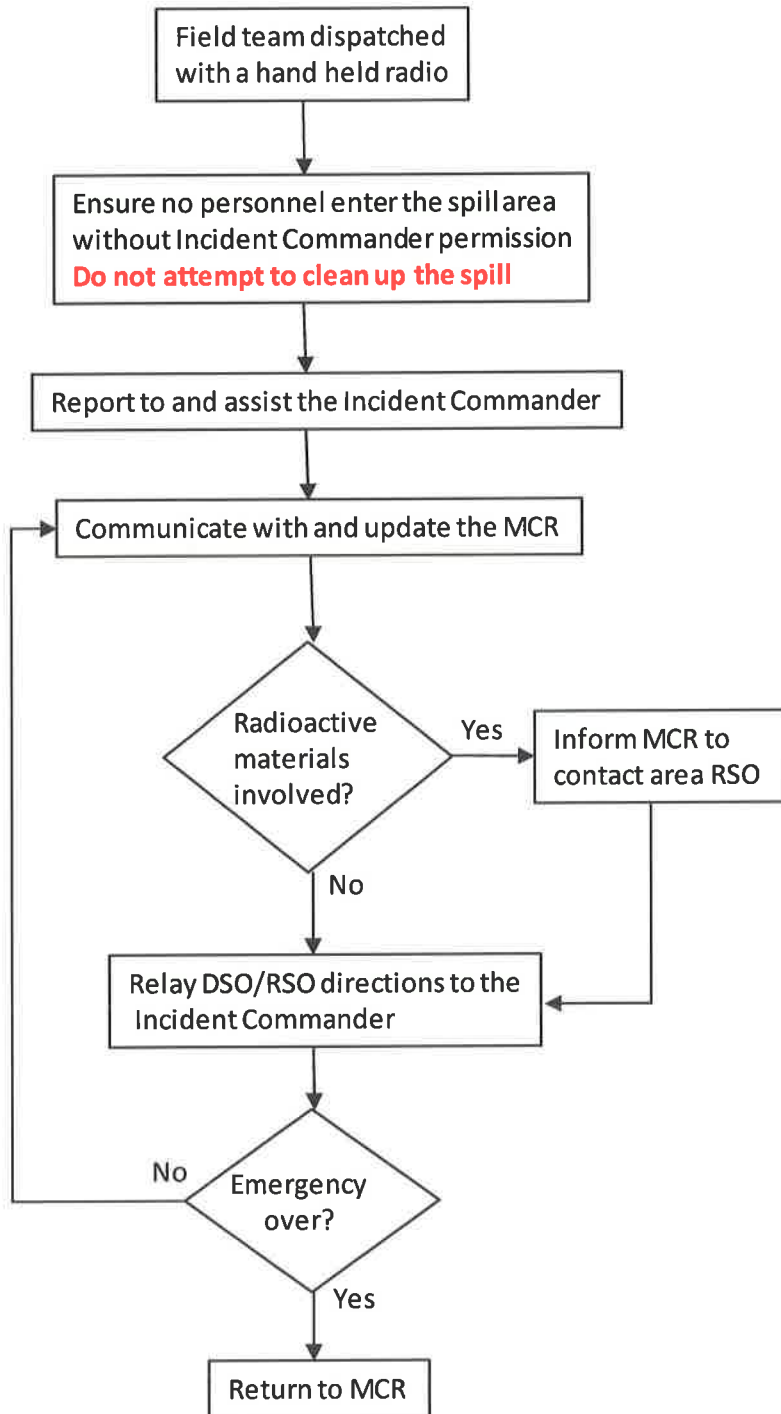 Field team dispatched
with a hand held radio
Ensure no personnel enter the spill area
without Incident Commander permission
Do not attempt to clean up the spill
Report to and assist the Incident Commander
Communicate with and update the MCR
Radioactive
materials
involved?
Yes
Inform MCR to
contact area RSO
No
Relay DSO/RSO directions to the
Incident Commander
No
Emergency
over?
Yes
Return to MCR